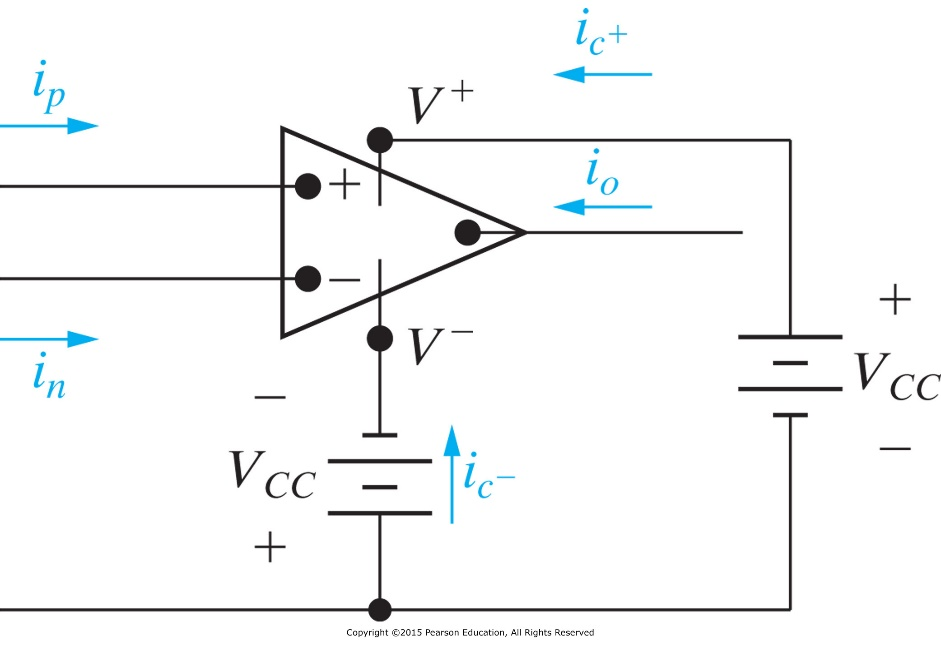 i_c+
i_p
V+
+
i_o
−
V−
i_n
+
V_CC
−
−
V_CC
i_c−
+
Copyright ©2015 Pearson Education, All Rights Reserved